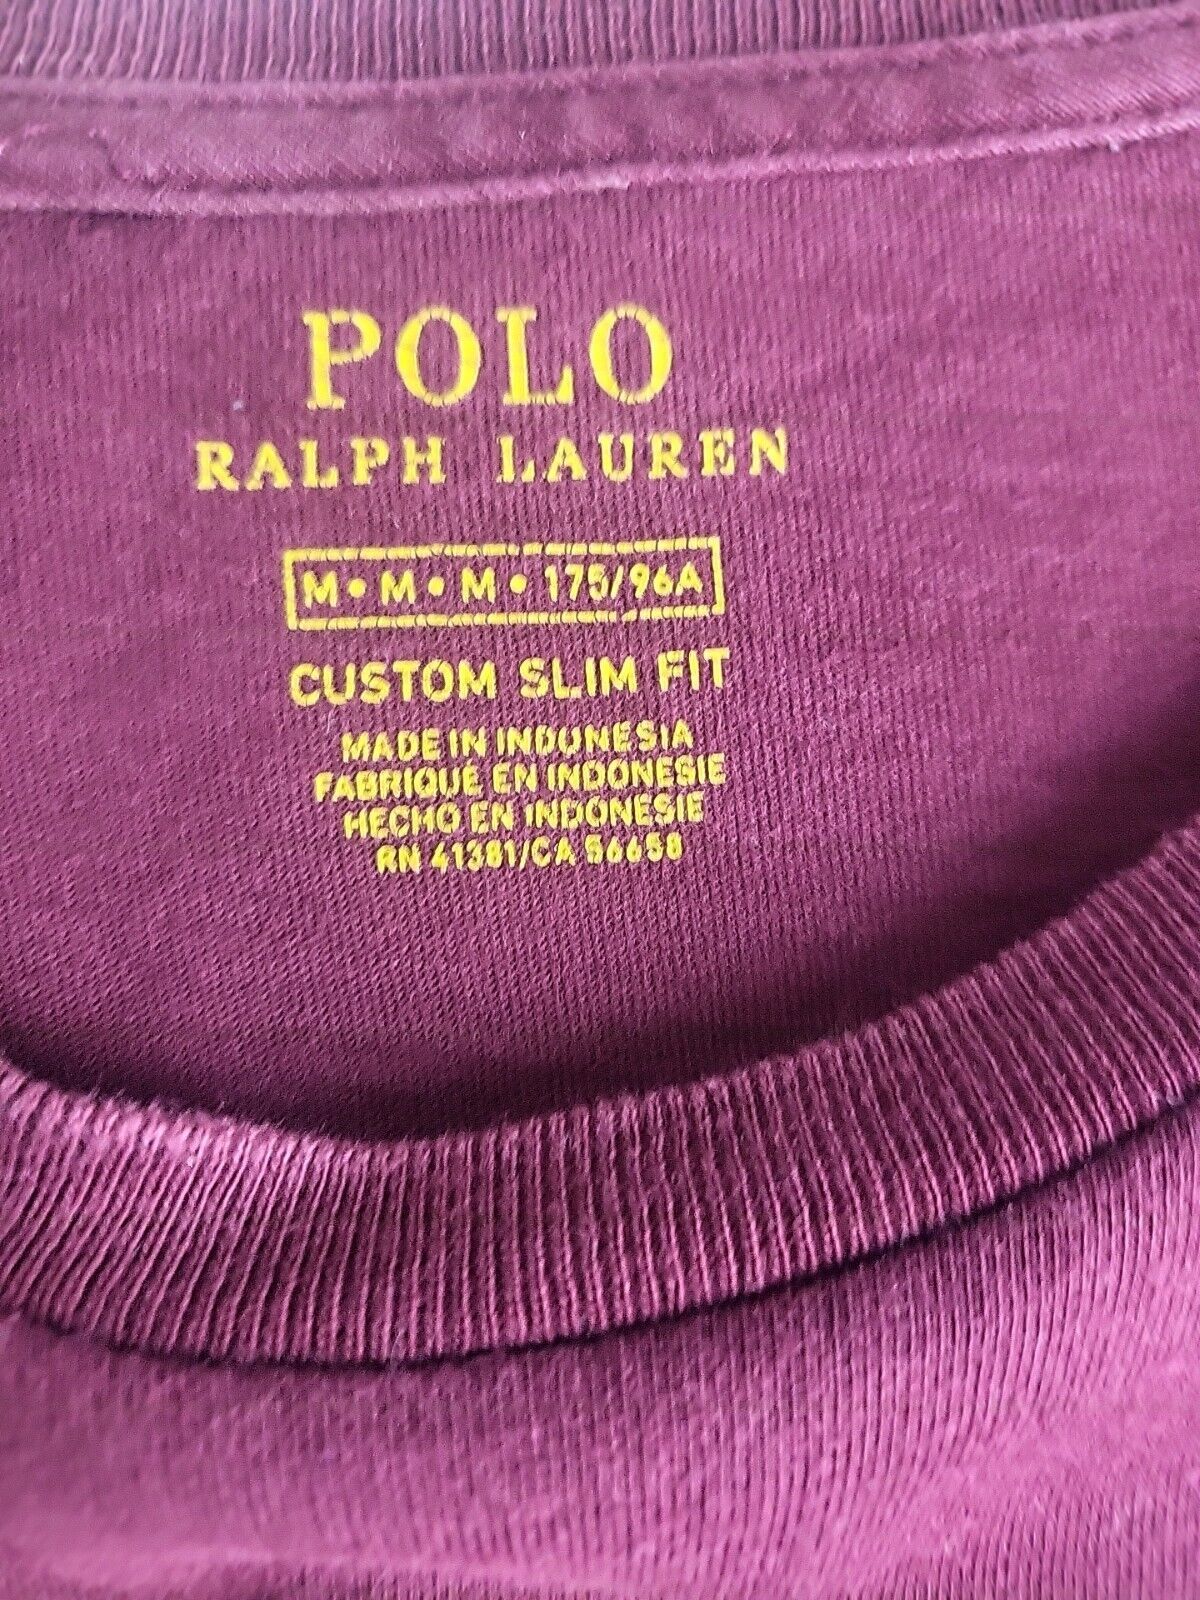 POLO
RALPH LAUREN
M • M • M • 175/96A
CUSTOM SLIM FIT
MADE IN INDONESIA
FABRIQUE EN INDONESIE
HECHO EN INDONESIE
RN 41381/CA 56658